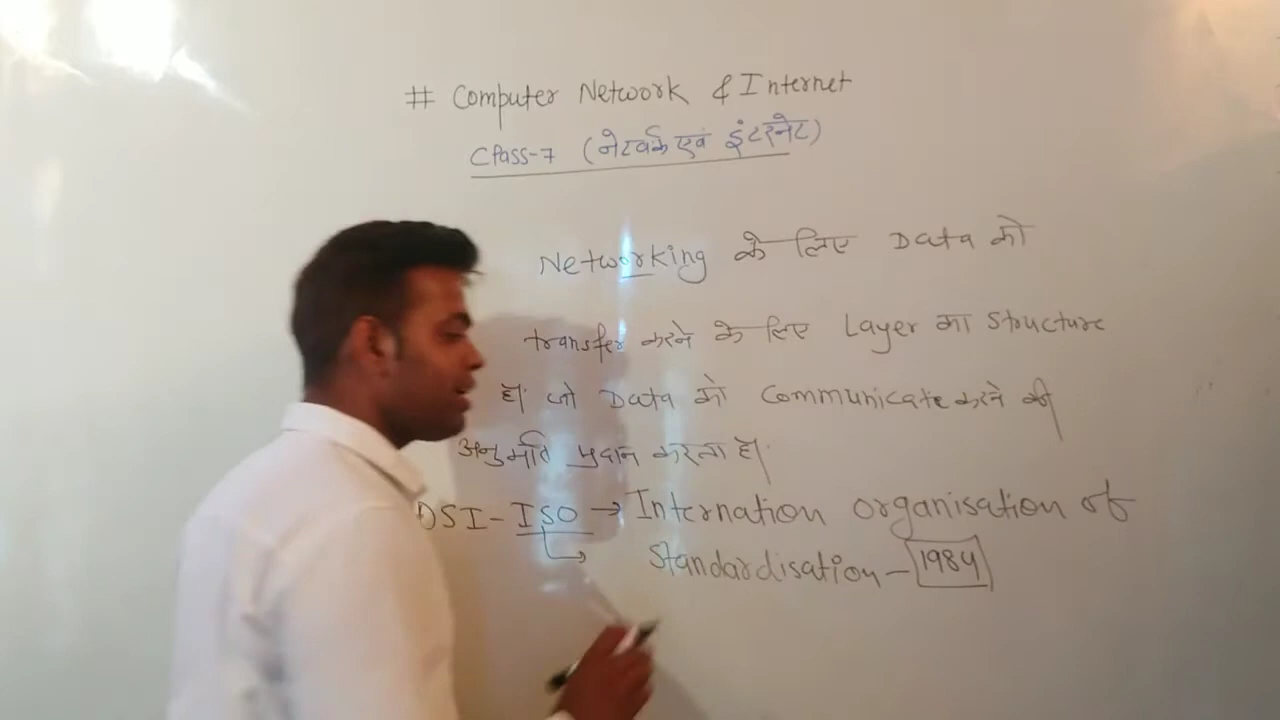 # Computer Network & Internet
Class-7 (नेटवर्क एवं इंटरनेट)
Networking के लिए Data को
transfer करने के लिए Layer का structure
है। जो Data को Communicate करने की
अनुमति प्रदान करता है।
OSI - ISO → Internation organisation of
Standardisation - 1984